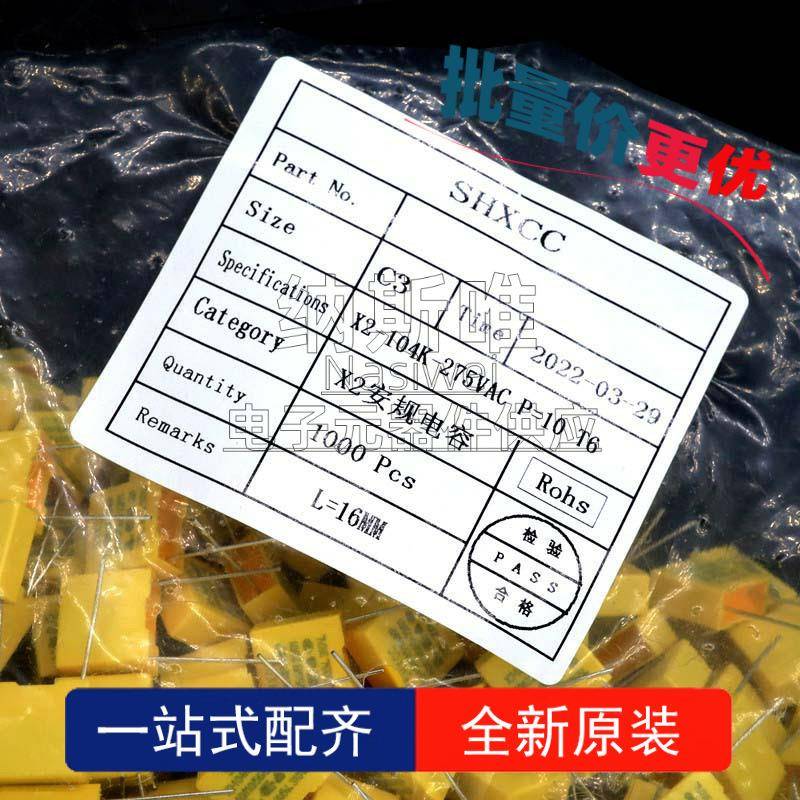 批量价更优
SHXCC
Part No.
Size C3 Time 2022-03-29
Specifications X2-104K-275VAC P=10 T6
Category X2安规电容
Quantity 1000 Pcs Rohs
Remarks L=16MM
检验
PASS
合格
纳斯唯
Nasiwei
电子元器件供应
一站式配齐 全新原装